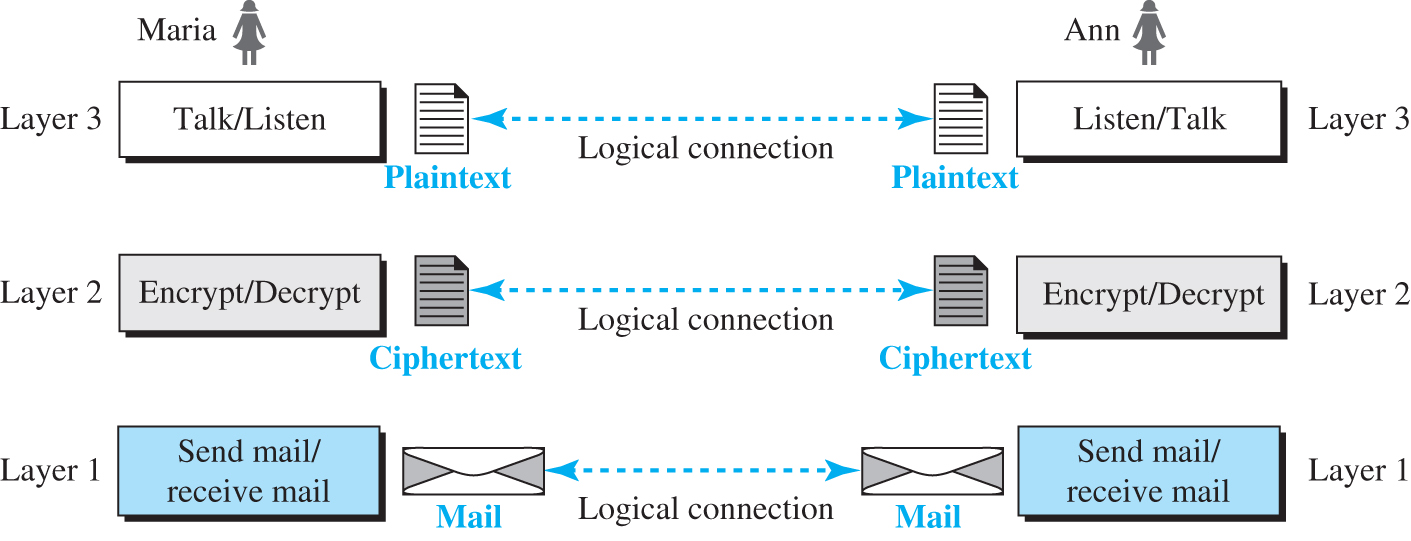 Maria
Ann
Layer 3
Talk/Listen
Plaintext
Logical connection
Plaintext
Listen/Talk
Layer 3
Layer 2
Encrypt/Decrypt
Ciphertext
Logical connection
Ciphertext
Encrypt/Decrypt
Layer 2
Layer 1
Send mail/
receive mail
Mail
Logical connection
Mail
Send mail/
receive mail
Layer 1